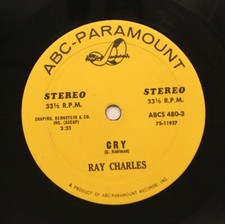 ABC-PARAMOUNT
STEREO
33⅓ R.P.M.
STEREO
33⅓ R.P.M.
SHAPIRO, BERNSTEIN & CO.
INC. (ASCAP)
3:51
ABCS 480-3
75-11937
CRY
(C. Kohlman)
RAY CHARLES
A PRODUCT OF ABC-PARAMOUNT RECORDS, INC.